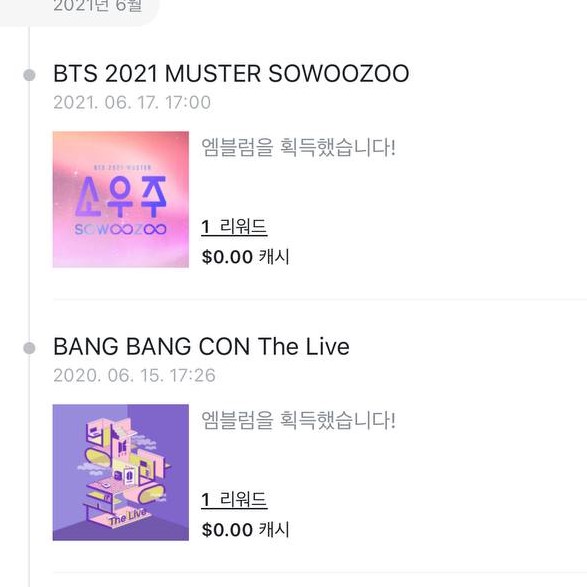 2021년 6월
BTS 2021 MUSTER SOWOOZOO
2021. 06. 17. 17:00
BTS 2021 MUSTER
소우주
SOWOOZOO
엠블럼을 획득했습니다!
1 리워드
$0.00 캐시
BANG BANG CON The Live
2020. 06. 15. 17:26
The Live
엠블럼을 획득했습니다!
1 리워드
$0.00 캐시